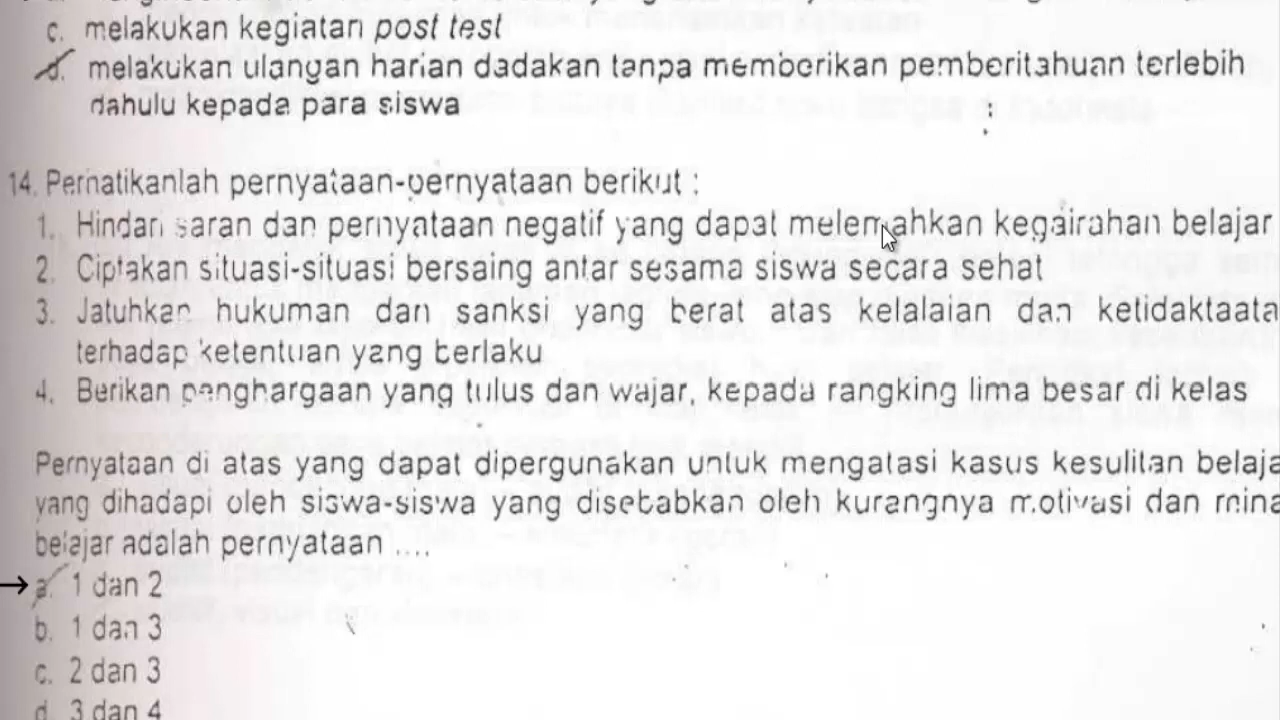 c. melakukan kegiatan post test
d. melakukan ulangan harian dadakan tanpa memberikan pemberitahuan terlebih
dahulu kepada para siswa
14. Perhatikanlah pernyataan-pernyataan berikut :
1. Hindari saran dan pernyataan negatif yang dapat melemahkan kegairahan belajar
2. Ciptakan situasi-situasi bersaing antar sesama siswa secara sehat
3. Jatuhkan hukuman dan sanksi yang berat atas kelalaian dan ketidaktaata
terhadap ketentuan yang berlaku
4. Berikan penghargaan yang tulus dan wajar, kepada rangking lima besar di kelas
Pernyataan di atas yang dapat dipergunakan untuk mengatasi kasus kesulitan belaja
yang dihadapi oleh siswa-siswa yang disebabkan oleh kurangnya motivasi dan mina
belajar adalah pernyataan ....
a. 1 dan 2
b. 1 dan 3
c. 2 dan 3
d. 3 dan 4